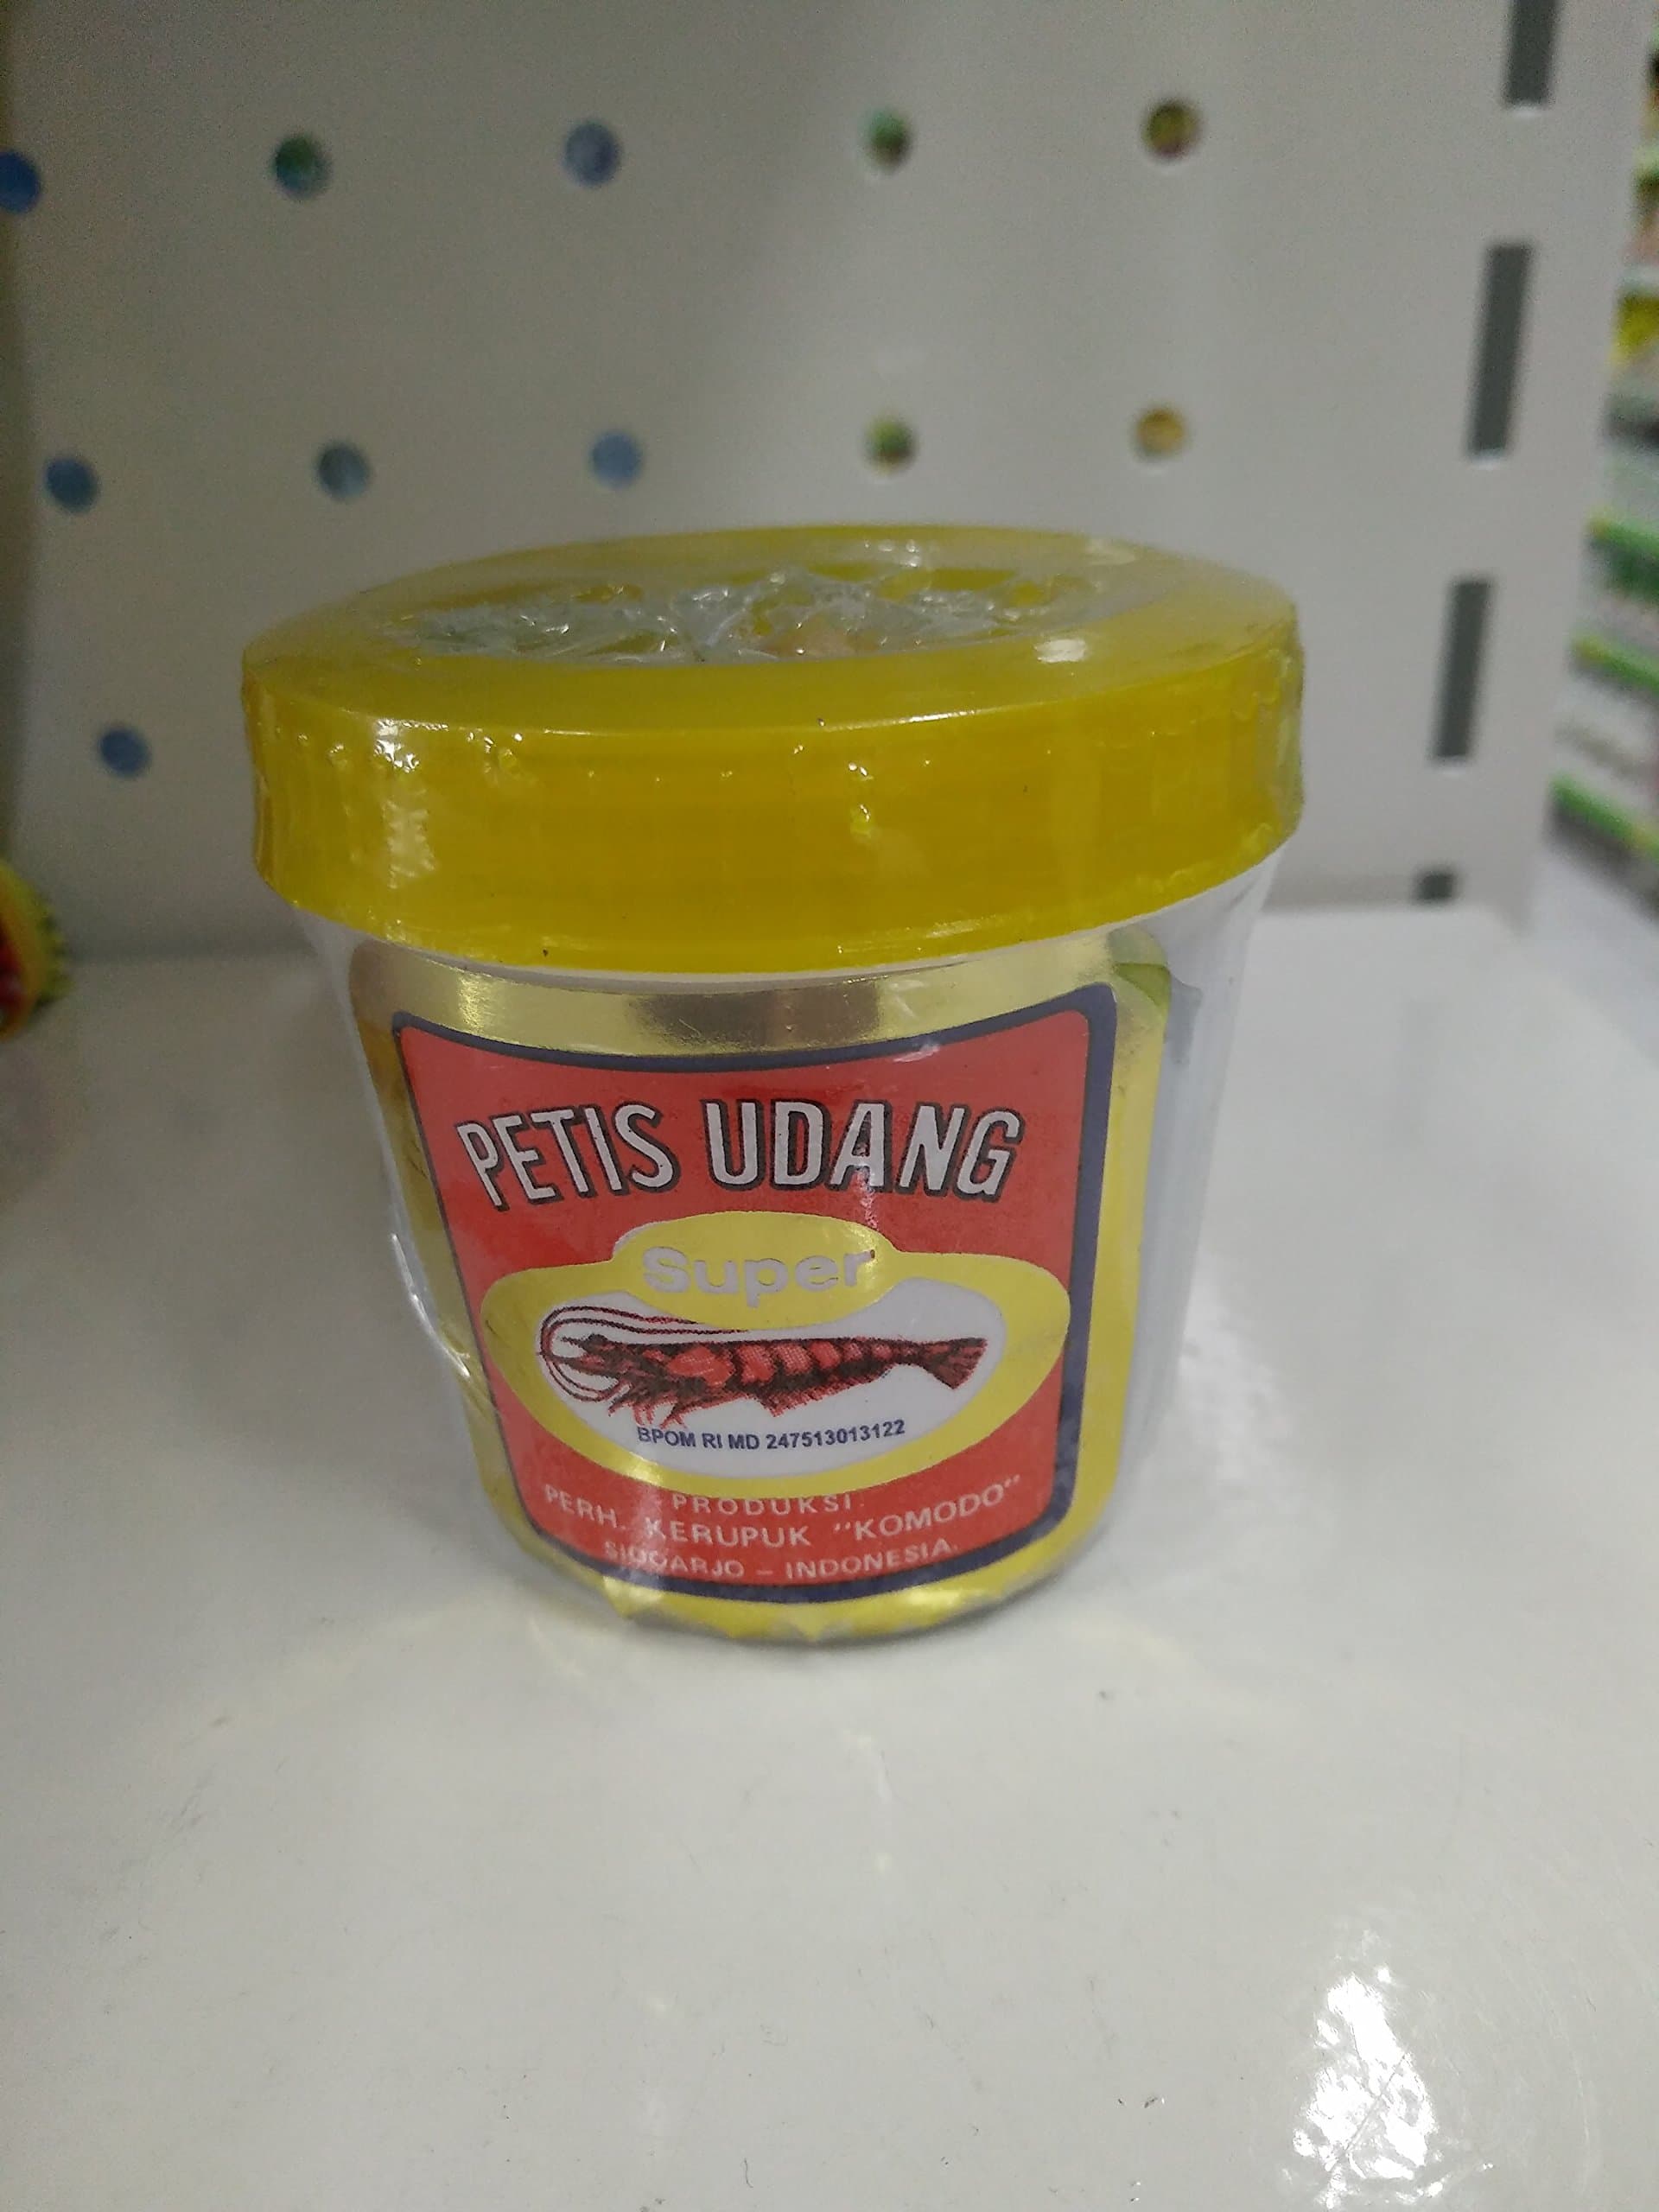 PETIS UDANG
Super
BPOM RI MD 247513013122
PRODUKSI
PERH. KERUPUK "KOMODO"
SIDOARJO – INDONESIA.